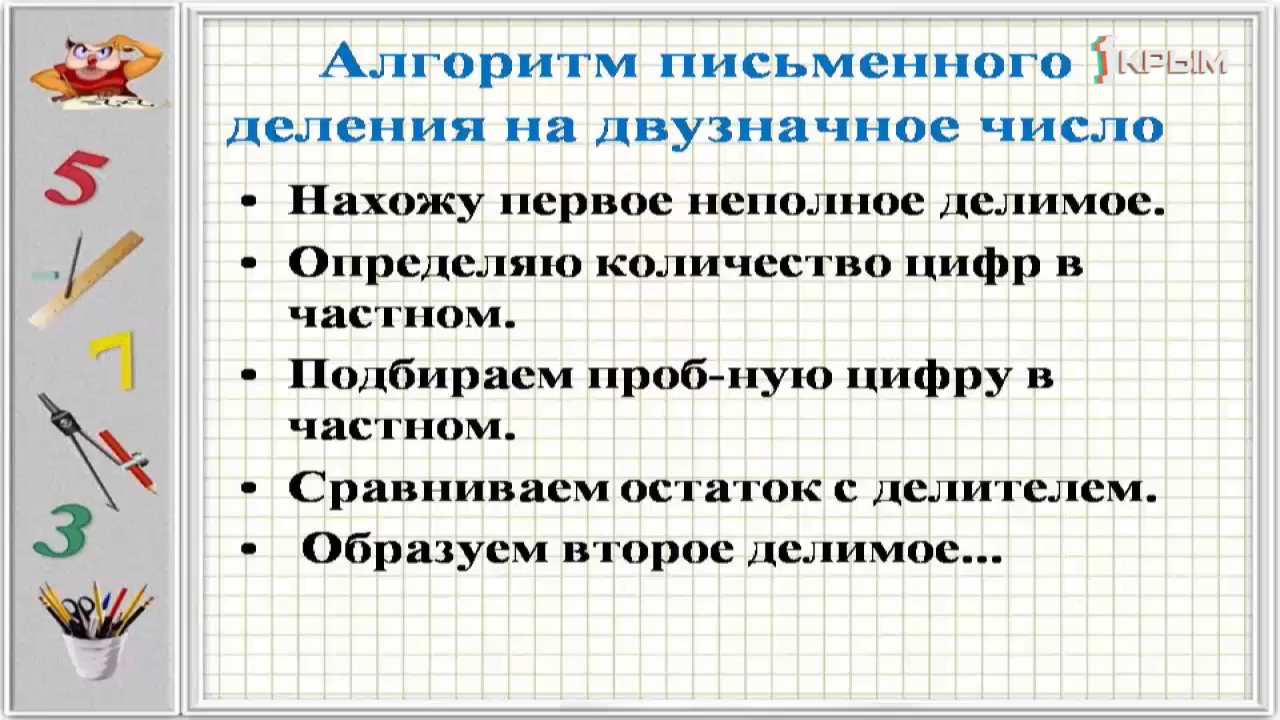 Алгоритм письменного
1 КРЫМ
деления на двузначное число
• Нахожу первое неполное делимое.
• Определяю количество цифр в
частном.
• Подбираем проб-ную цифру в
частном.
• Сравниваем остаток с делителем.
• Образуем второе делимое...
5
7
3